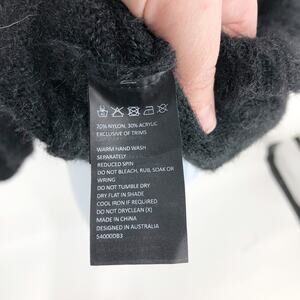 70% NYLON, 30% ACRYLIC
EXCLUSIVE OF TRIMS
WARM HAND WASH
SEPARATELY
REDUCED SPIN
DO NOT BLEACH, RUB, SOAK OR
WRING
DO NOT TUMBLE DRY
DRY FLAT IN SHADE
COOL IRON IF REQUIRED
DO NOT DRYCLEAN (X)
MADE IN CHINA
DESIGNED IN AUSTRALIA
54000DB3